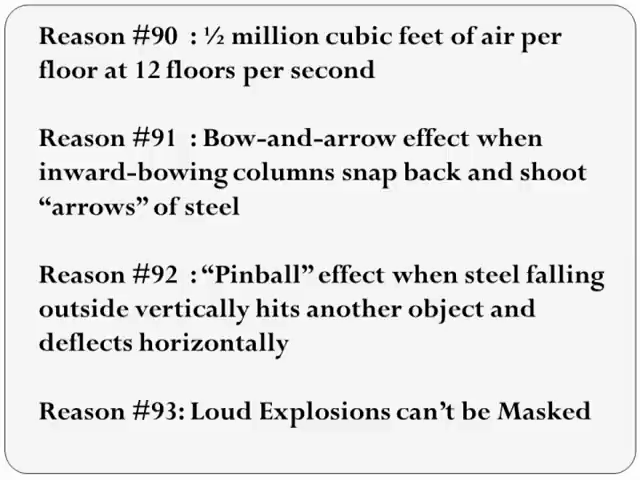 Reason #90  : ½ million cubic feet of air per
floor at 12 floors per second
Reason #91  : Bow-and-arrow effect when
inward-bowing columns snap back and shoot
“arrows” of steel
Reason #92  : “Pinball” effect when steel falling
outside vertically hits another object and
deflects horizontally
Reason #93: Loud Explosions can’t be Masked